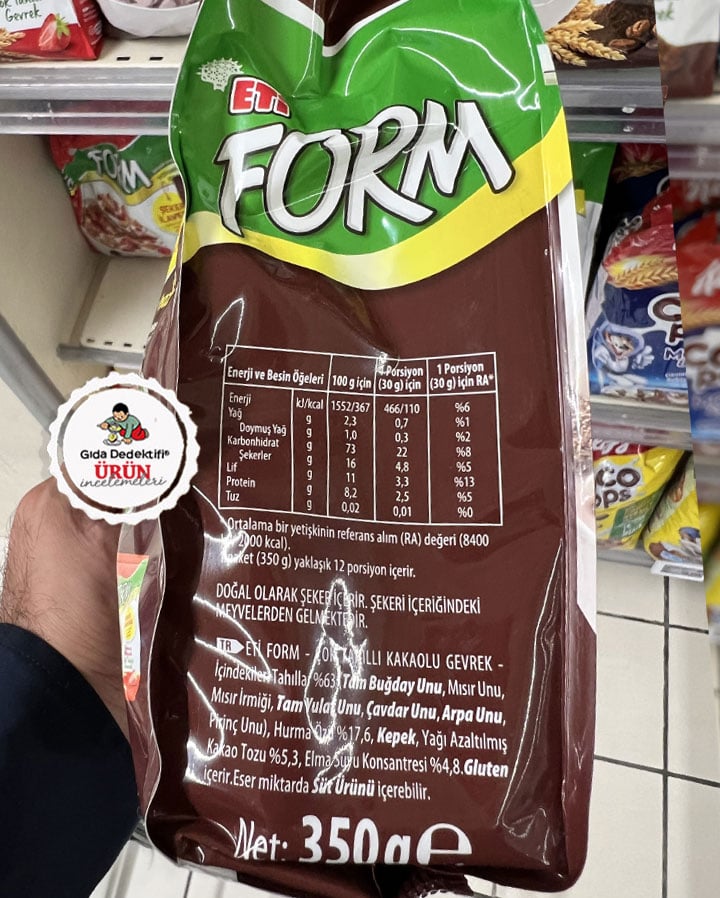 ETİ
FORM
Enerji ve Besin Öğeleri 100 g için 1 Porsiyon (30 g) için 1 Porsiyon (30 g) için RA*
Enerji kJ/kcal 1552/367 466/110 %6
Yağ g 2,3 0,7 %1
Doymuş Yağ g 1,0 0,3 %2
Karbonhidrat g 73 22 %8
Şekerler g 16 4,8 %5
Lif g 11 3,3 %13
Protein g 8,2 2,5 %5
Tuz g 0,02 0,01 %0
Ortalama bir yetişkinin referans alım (RA) değeri (8400
2000 kcal).
paket (350 g) yaklaşık 12 porsiyon içerir.
DOĞAL OLARAK ŞEKER İÇERİR. ŞEKERİ İÇERİĞİNDEKİ
MEYVELERDEN GELMEKTEDİR.
TR ETİ FORM - TAHILLI KAKAOLU GEVREK -
İçindekiler: Tahıllar %63 (Tam Buğday Unu, Mısır Unu,
Mısır İrmiği, Tam Yulaf Unu, Çavdar Unu, Arpa Unu,
Pirinç Unu), Hurma Özü %17,6, Kepek, Yağı Azaltılmış
Kakao Tozu %5,3, Elma Suyu Konsantresi %4,8. Gluten
içerir. Eser miktarda Süt Ürünü içerebilir.
Net: 350g e
Gıda Dedektifi®
ÜRÜN
incelemeleri
Gevrek
FORM